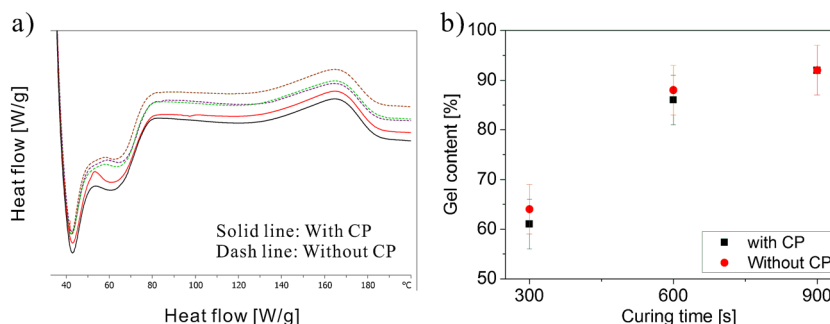 a)
Heat flow [W/g]
Solid line: With CP
Dash line: Without CP
40 60 80 100 120 140 160 180 ºC
Heat flow [W/g]
b)
Gel content [%]
100
90
80
70
60
50
with CP
Without CP
300 600 900
Curing time [s]